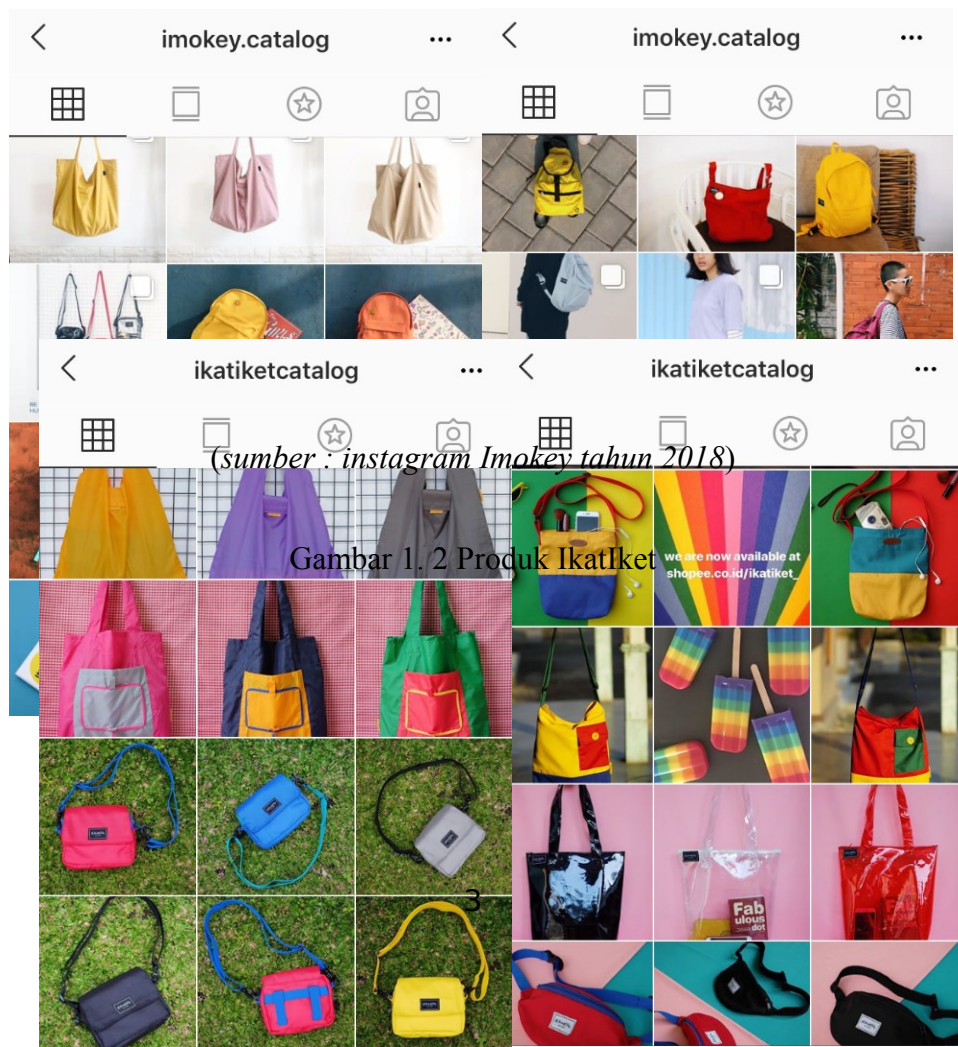 imokey.catalog
imokey.catalog
ikatiketcatalog
ikatiketcatalog
(sumber : instagram Imokey tahun 2018)
Gambar 1. 2 Produk IkatIket
we are now available at
shopee.co.id/ikatiket_
Fab
ulous
dot
3